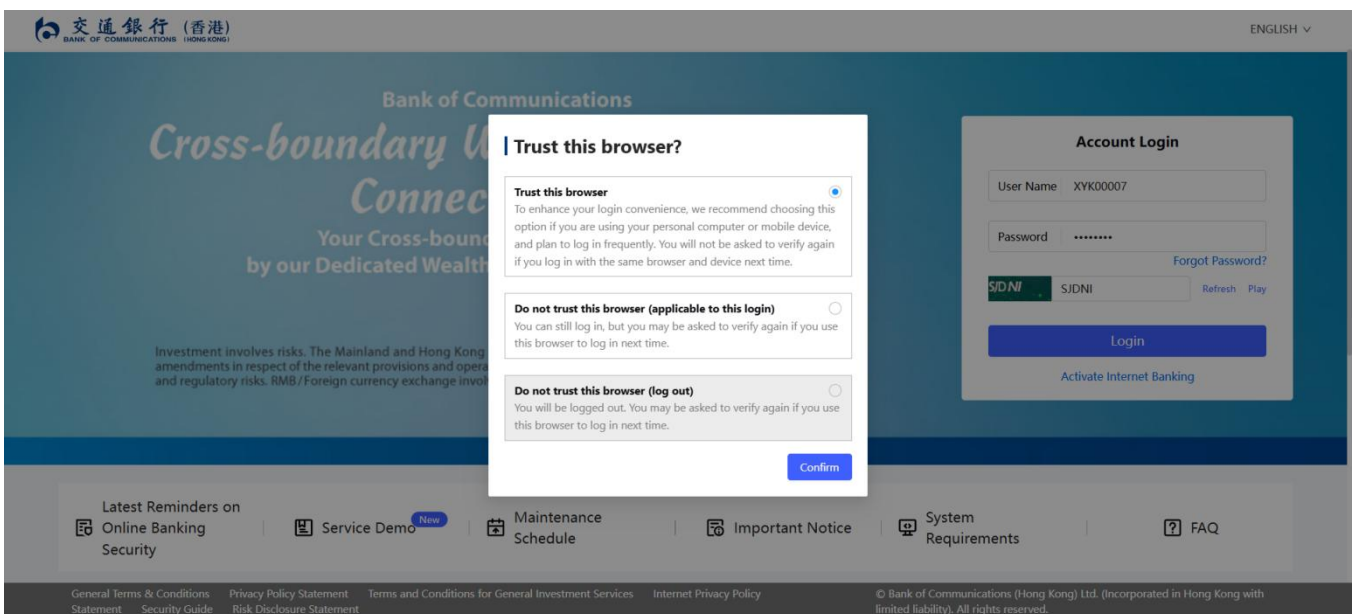 交通銀行 (香港)
BANK OF COMMUNICATIONS (HONG KONG)
ENGLISH
Bank of Communications
Cross-boundary W
Connec
Your Cross-bound
by our Dedicated Wealth
Investment involves risks. The Mainland and Hong Kong
amendments in respect of the relevant provisions and opera
and regulatory risks. RMB/Foreign currency exchange invol
Trust this browser?
Trust this browser
To enhance your login convenience, we recommend choosing this
option if you are using your personal computer or mobile device,
and plan to log in frequently. You will not be asked to verify again
if you log in with the same browser and device next time.
Do not trust this browser (applicable to this login)
You can still log in, but you may be asked to verify again if you use
this browser to log in next time.
Do not trust this browser (log out)
You will be logged out. You may be asked to verify again if you use
this browser to log in next time.
Confirm
Account Login
User Name XYK00007
Password ••••••••
Forgot Password?
SJDNI SJDNI Refresh Play
Login
Activate Internet Banking
Latest Reminders on
Online Banking
Security
Service Demo New
Maintenance
Schedule
Important Notice
System
Requirements
FAQ
General Terms & Conditions Privacy Policy Statement Terms and Conditions for General Investment Services Internet Privacy Policy
Statement Security Guide Risk Disclosure Statement
© Bank of Communications (Hong Kong) Ltd. (Incorporated in Hong Kong with
limited liability). All rights reserved.